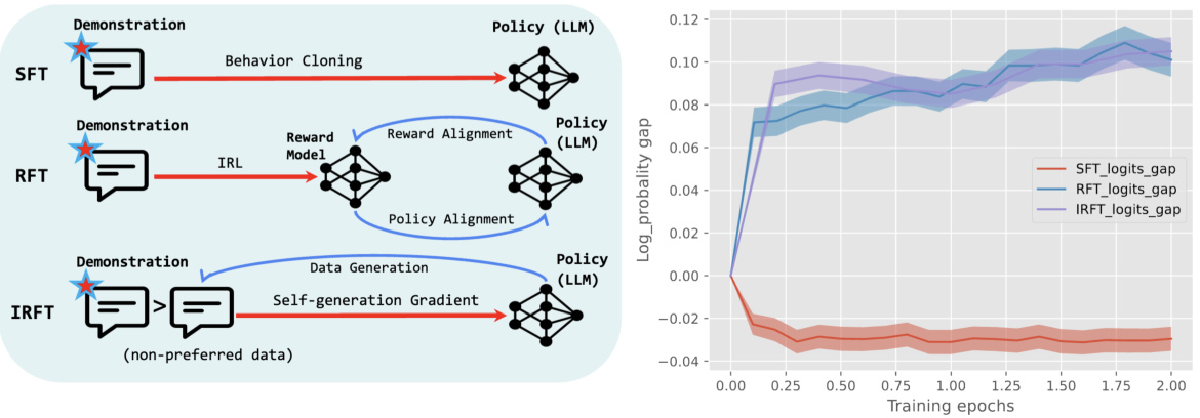 Demonstration
Policy (LLM)
SFT
Behavior Cloning
Demonstration
Reward
Model
Policy
(LLM)
Reward Alignment
RFT
IRL
Policy Alignment
Demonstration
Policy
(LLM)
Data Generation
IRFT
>
Self-generation Gradient
(non-preferred data)
Log_probality gap
0.12
0.10
0.08
0.06
0.04
0.02
0.00
−0.02
−0.04
SFT_logits_gap
RFT_logits_gap
IRFT_logits_gap
0.00 0.25 0.50 0.75 1.00 1.25 1.50 1.75 2.00
Training epochs